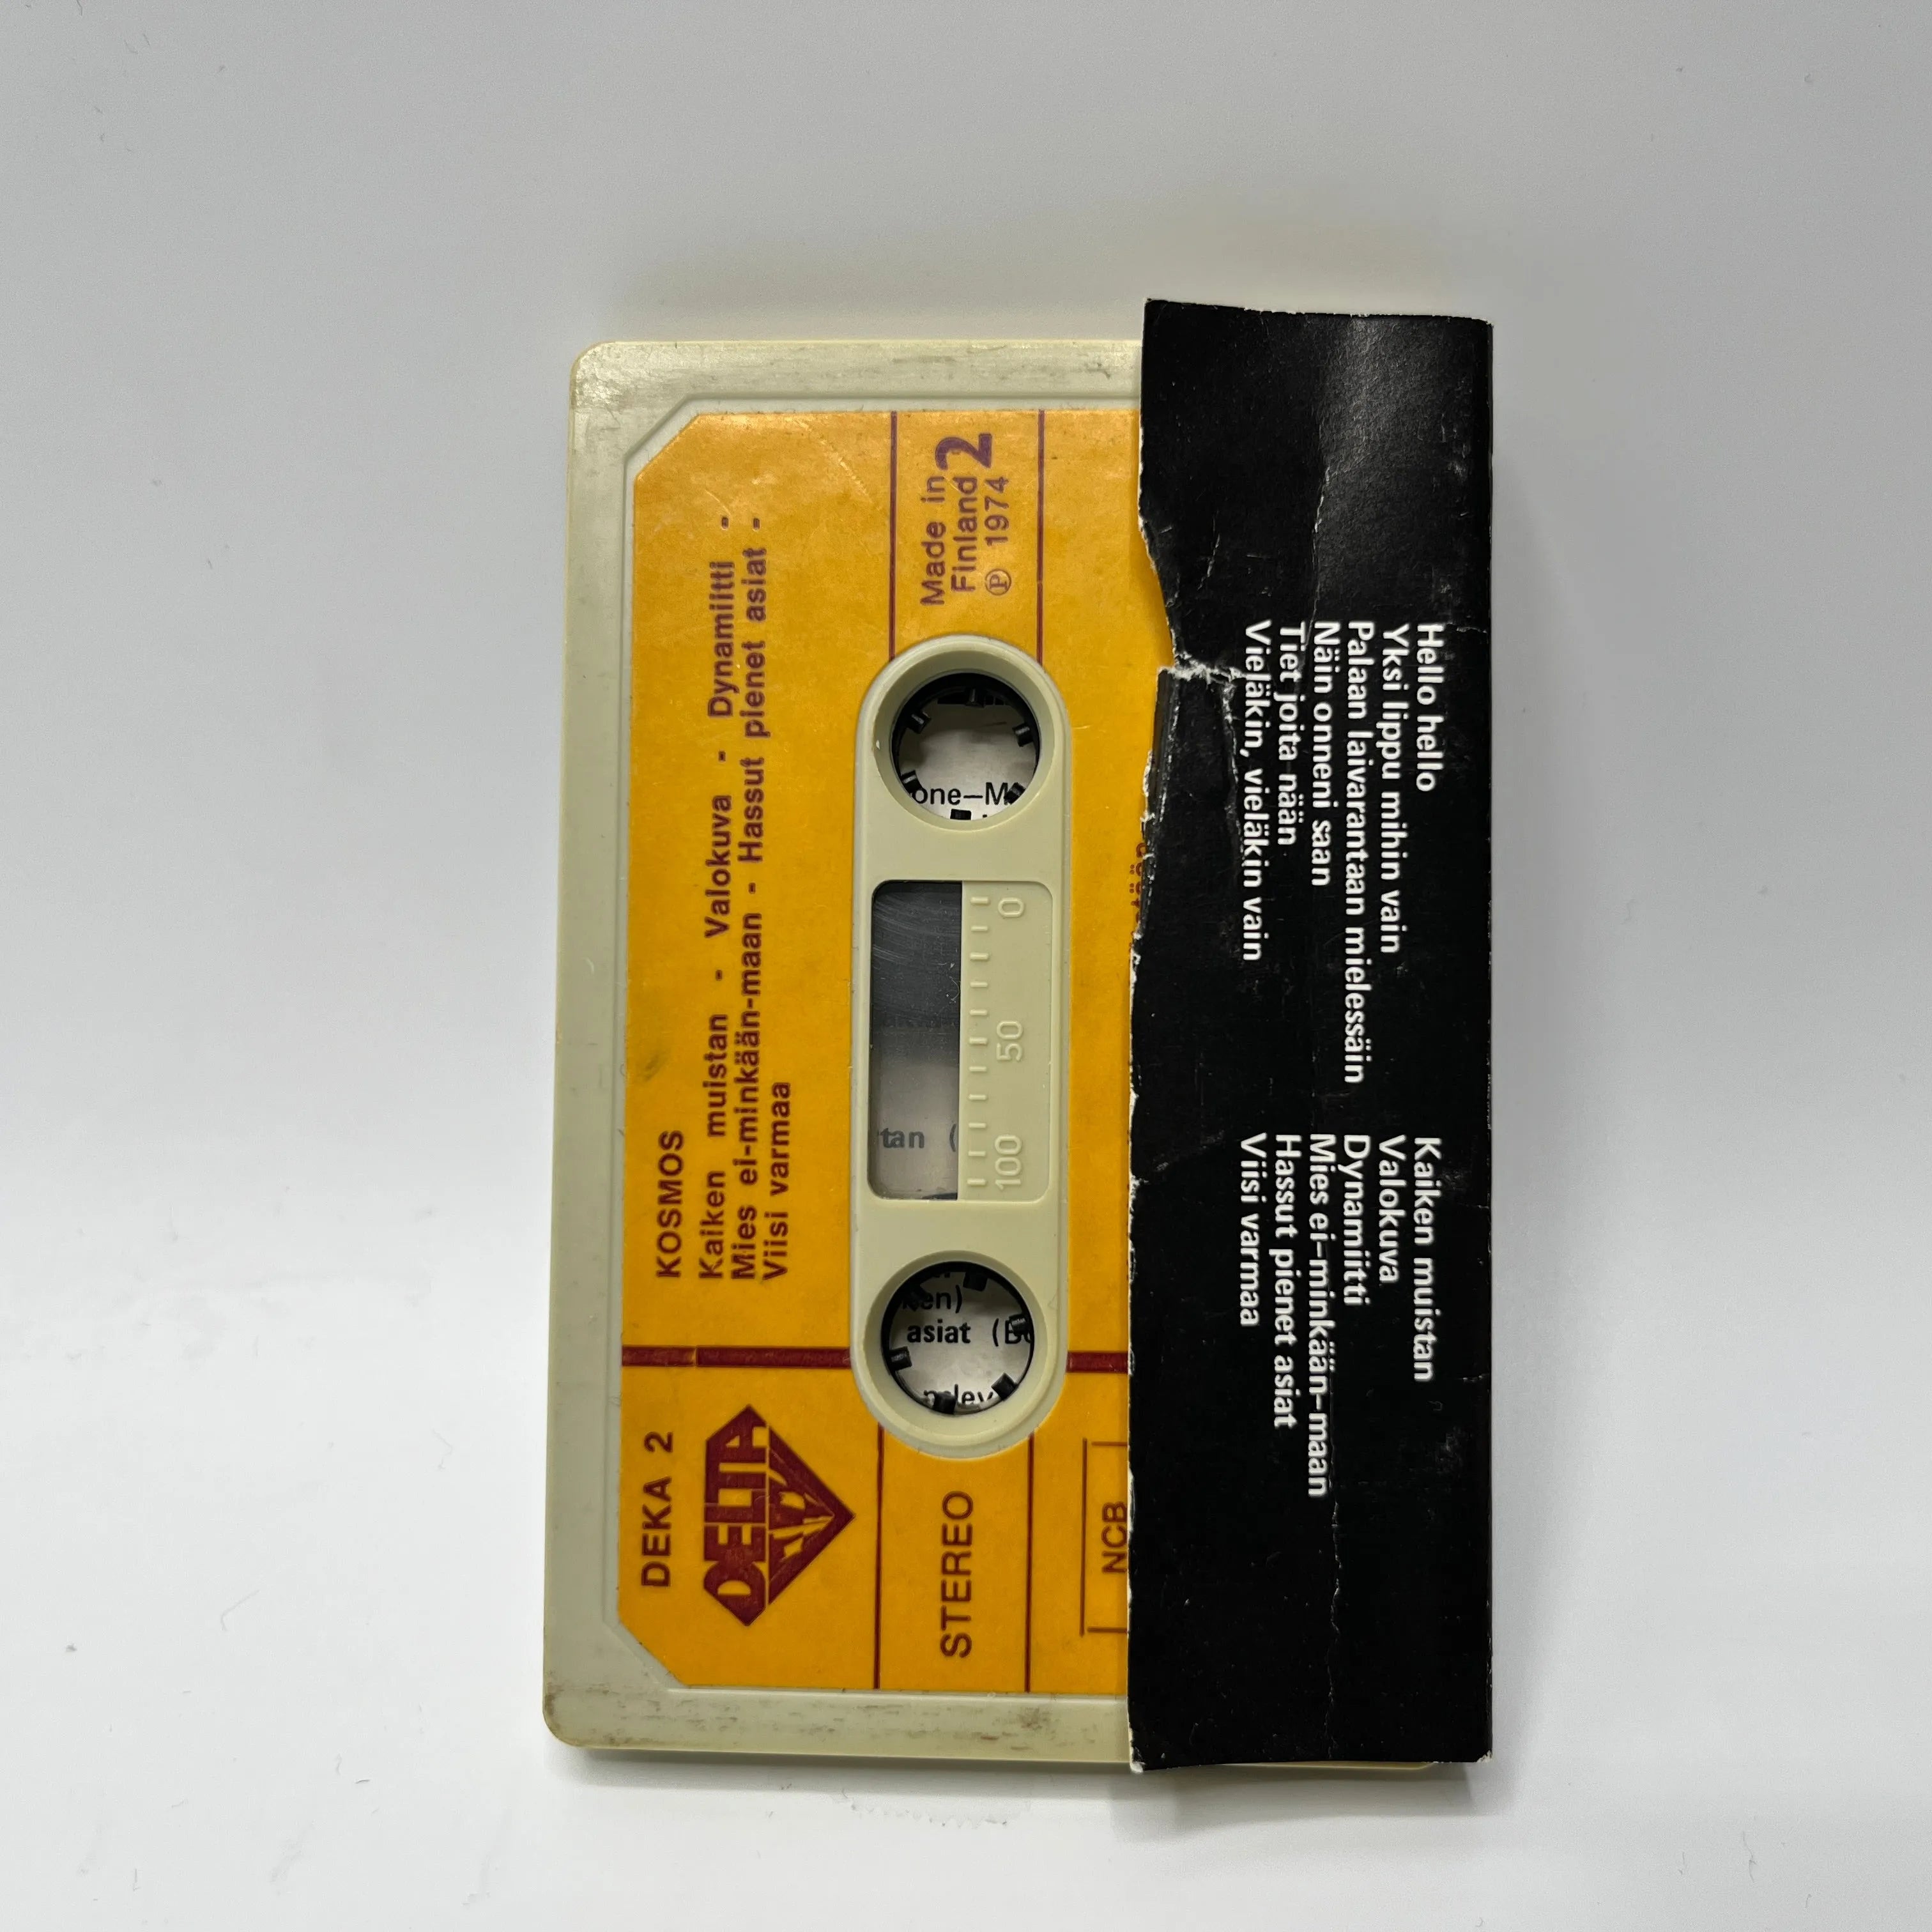 DEKA 2
KOSMOS
Kaiken muistan - Valokuva - Dynamiitti -
Mies ei-minkään-maan - Hassut pienet asiat -
Viisi varmaa
DELTA
STEREO
Made in
Finland
℗ 1974
2
NCB
100 50 0
one—M
tan (
asiat
Hello hello
Yksi lippu mihin vain
Palaan laivarantaan mielessäin
Näin onneni saan
Tiet joita nään
Vieläkin, vieläkin vain
Kaiken muistan
Valokuva
Dynamiitti
Mies ei–minkään–maan
Hassut pienet asiat
Viisi varmaa